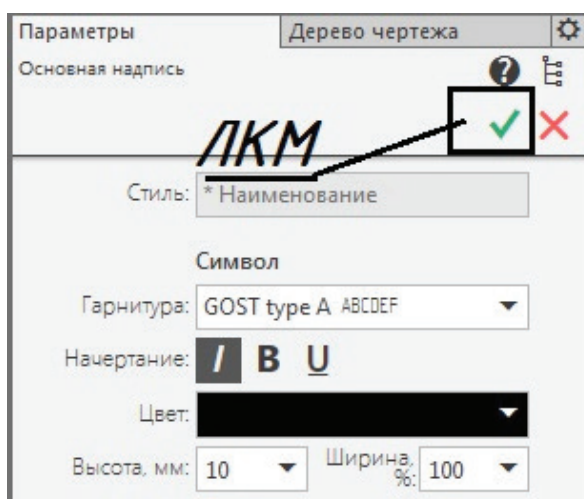 Параметры Дерево чертежа
Основная надпись ?
ЛКМ
Стиль: * Наименование
Символ
Гарнитура: GOST type A ABCDEF
Начертание: I B U
Цвет:
Высота, мм: 10 Ширина, %: 100